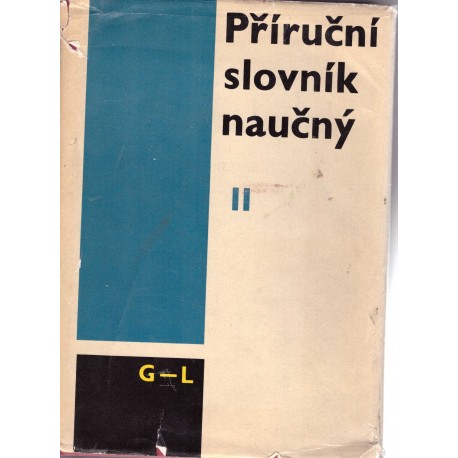 Příruční
slovník
naučný
II
G—L